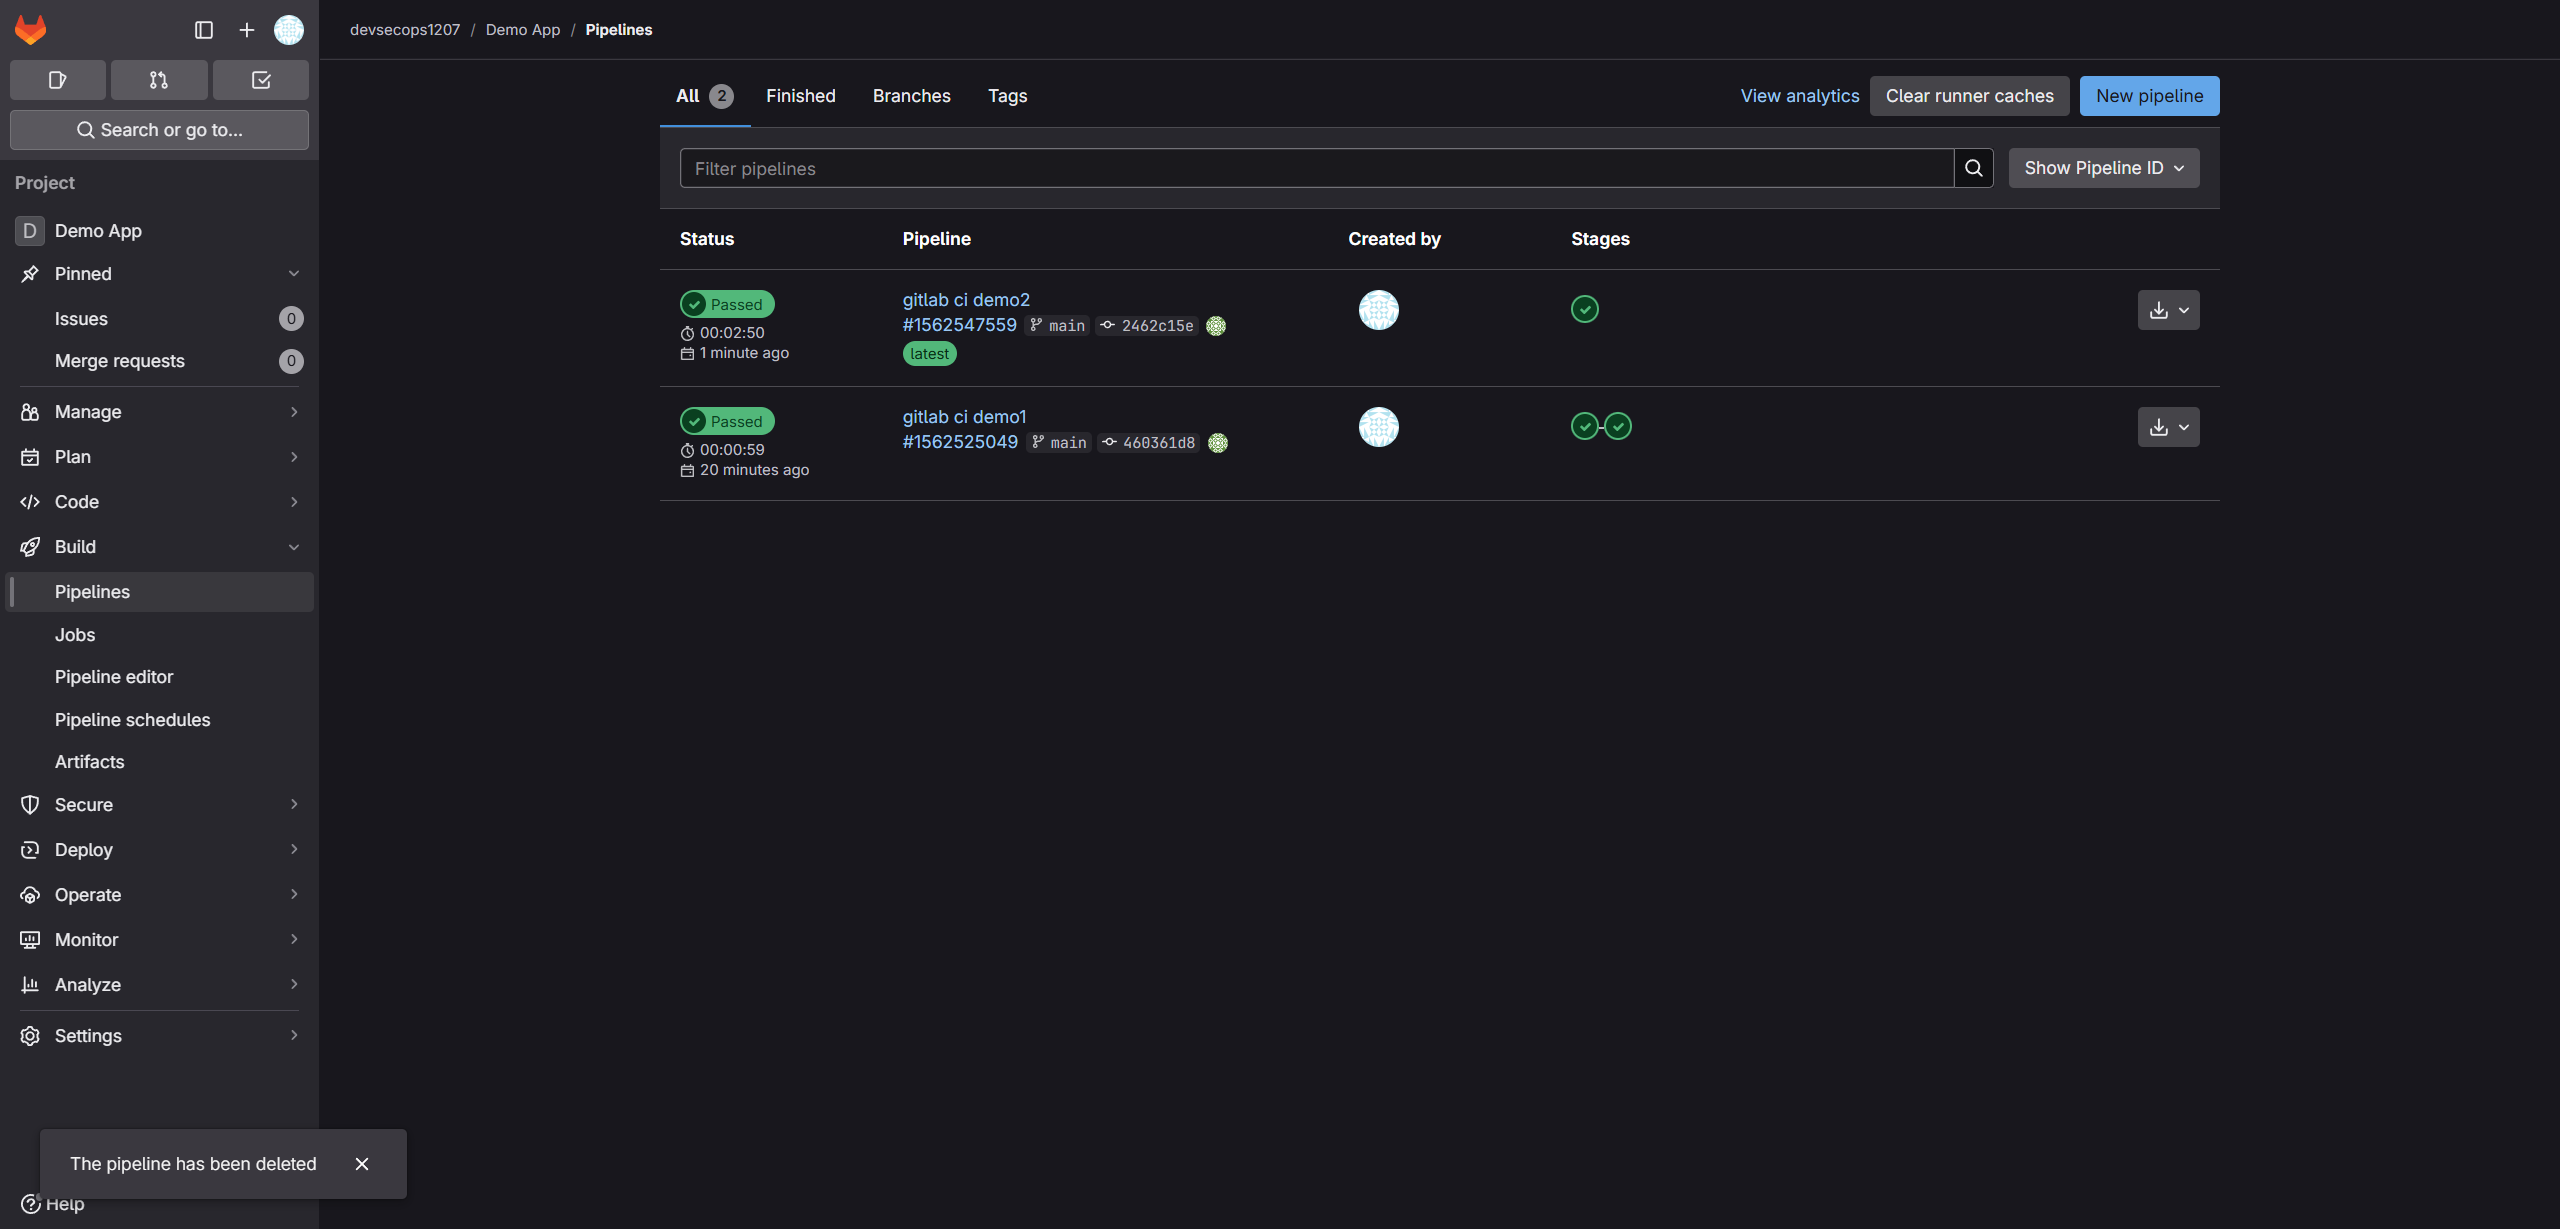 devsecops1207 / Demo App / Pipelines
Search or go to...
Project
D Demo App
Pinned
Issues 0
Merge requests 0
Manage
Plan
Code
Build
Pipelines
Jobs
Pipeline editor
Pipeline schedules
Artifacts
Secure
Deploy
Operate
Monitor
Analyze
Settings
The pipeline has been deleted
Help
All 2 Finished Branches Tags View analytics Clear runner caches New pipeline
Filter pipelines Show Pipeline ID
Status Pipeline Created by Stages
Passed gitlab ci demo2
00:02:50 #1562547559 main 2462c15e
1 minute ago latest
Passed gitlab ci demo1
00:00:59 #1562525049 main 460361d8
20 minutes ago